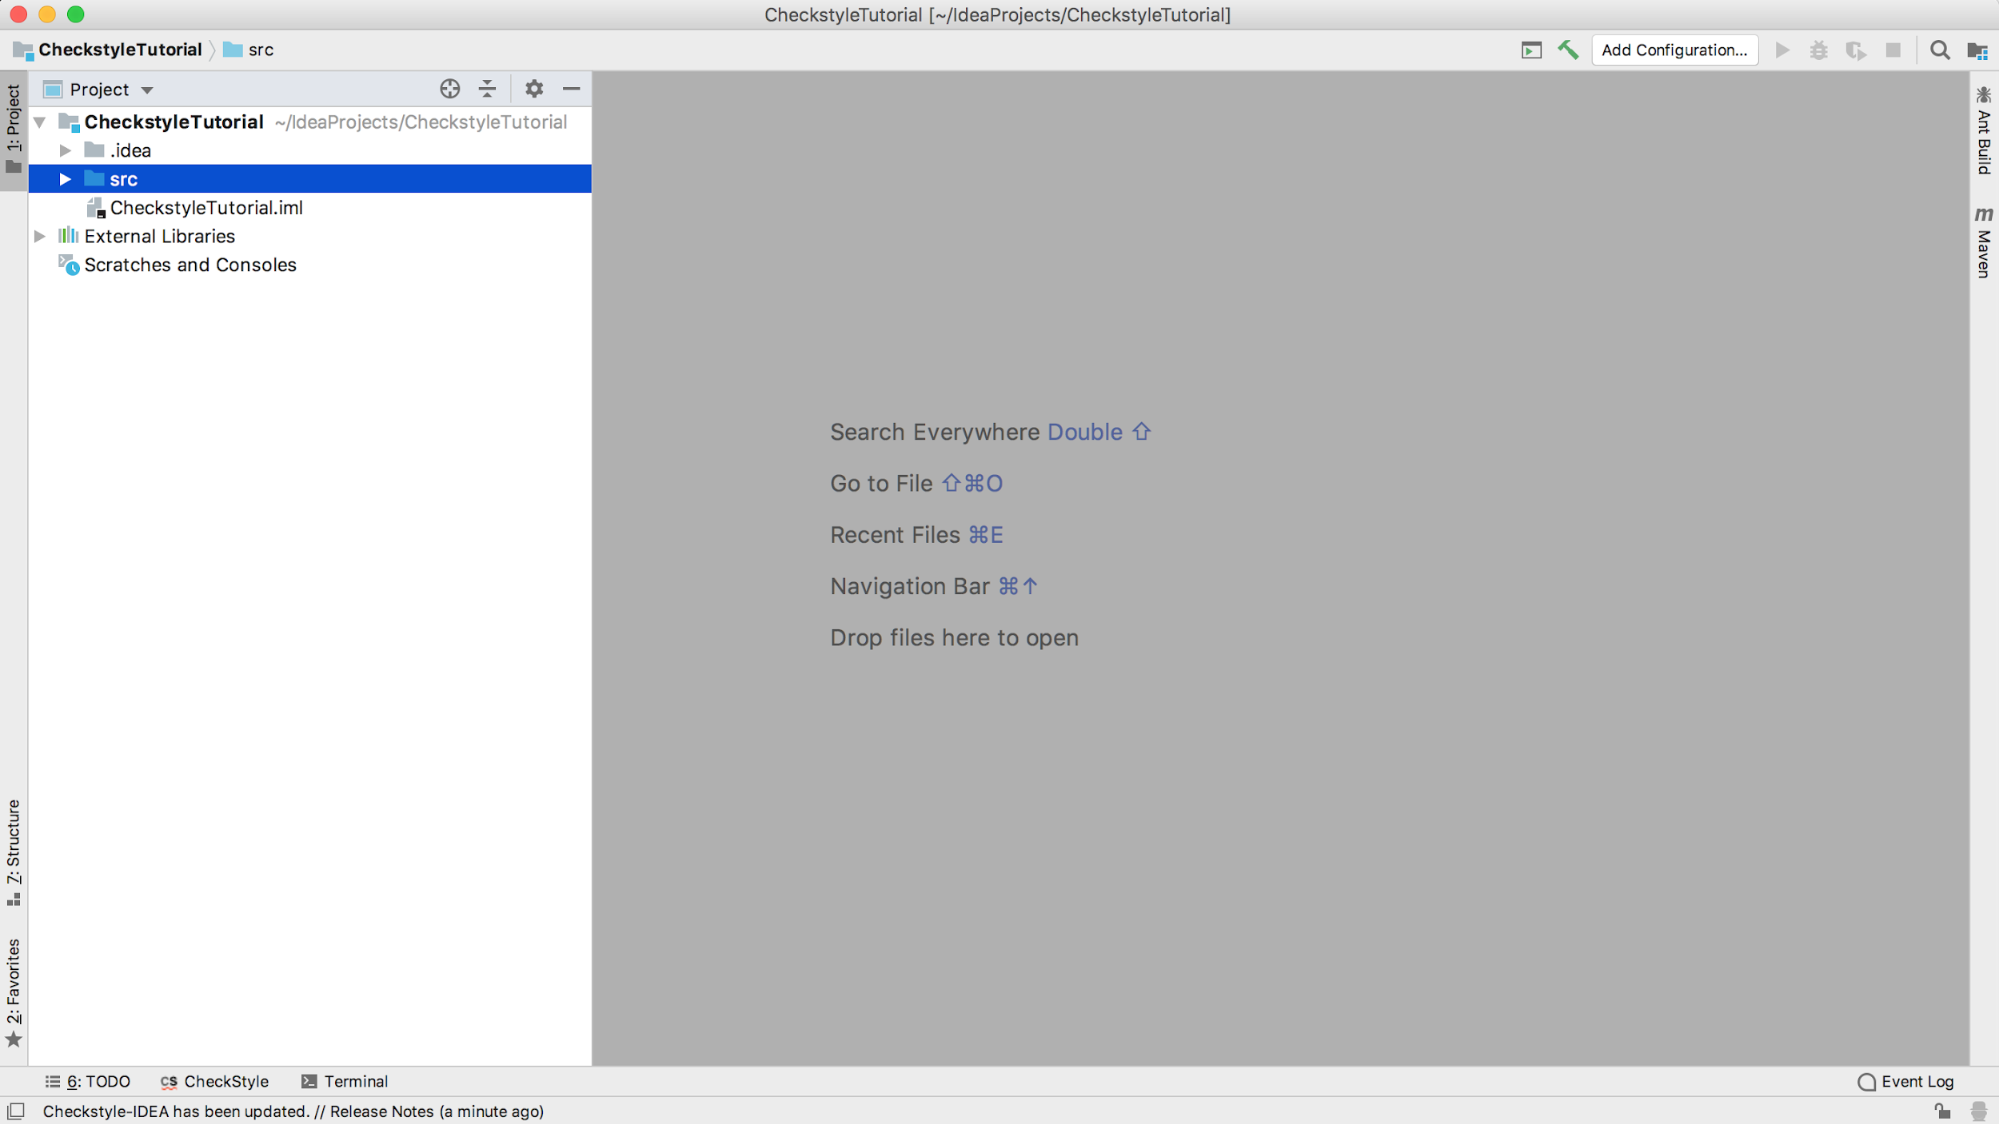 CheckstyleTutorial [~/IdeaProjects/CheckstyleTutorial]
CheckstyleTutorial src
Add Configuration...
1: Project
Project
CheckstyleTutorial ~/IdeaProjects/CheckstyleTutorial
.idea
src
CheckstyleTutorial.iml
External Libraries
Scratches and Consoles
Search Everywhere Double ⇧
Go to File ⇧⌘O
Recent Files ⌘E
Navigation Bar ⌘↑
Drop files here to open
Ant Build
m Maven
7: Structure
2: Favorites
6: TODO CS CheckStyle Terminal
Event Log
Checkstyle-IDEA has been updated. // Release Notes (a minute ago)